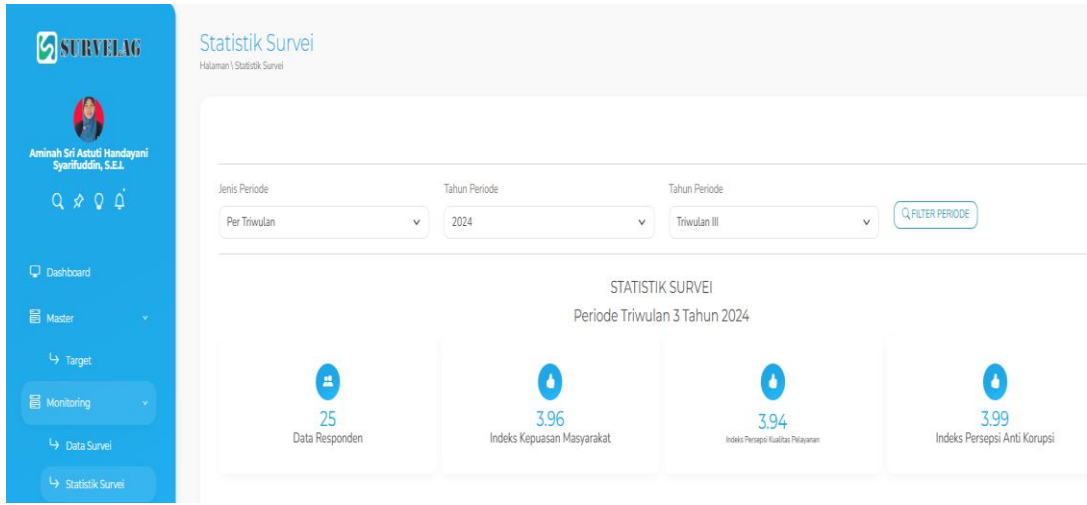 SURVELAG
Aminah Sri Astuti Handayani
Syarifuddin, S.E.I.
Dashboard
Master
Target
Monitoring
Data Survei
Statistik Survei
Statistik Survei
Halaman \ Statistik Survei
Jenis Periode
Tahun Periode
Tahun Periode
Per Triwulan
2024
Triwulan III
FILTER PERIODE
STATISTIK SURVEI
Periode Triwulan 3 Tahun 2024
25
Data Responden
3.96
Indeks Kepuasan Masyarakat
3.94
Indeks Persepsi Kualitas Pelayanan
3.99
Indeks Persepsi Anti Korupsi